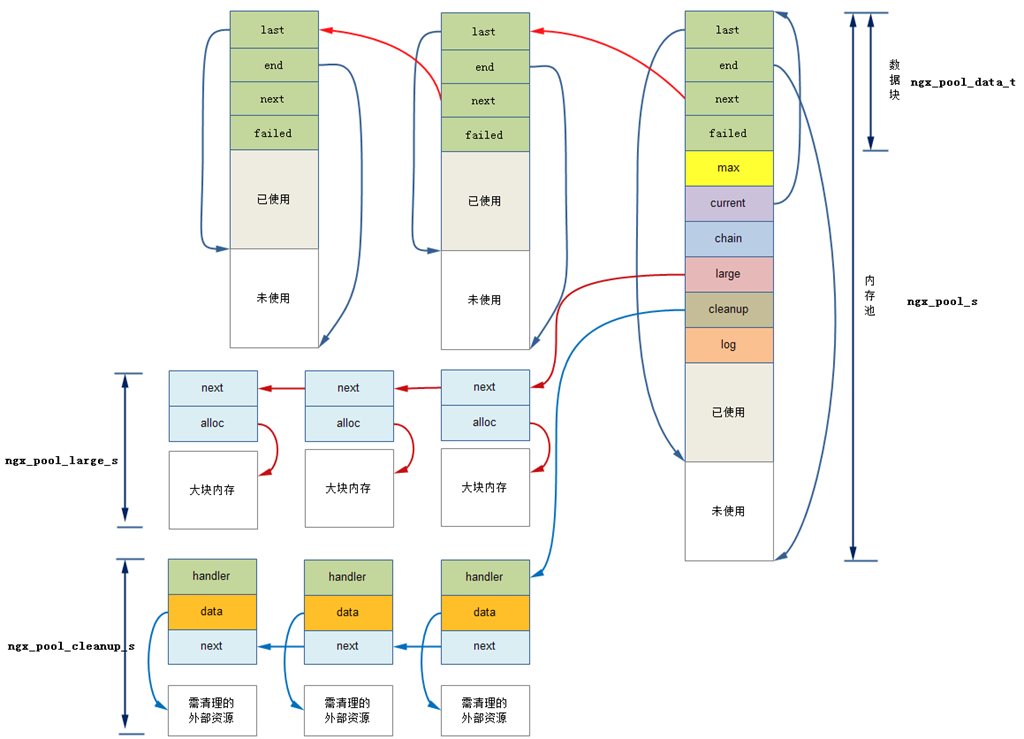 last
end
next
failed
已使用
未使用
last
end
next
failed
已使用
未使用
last
end
next
failed
max
current
chain
large
cleanup
log
已使用
未使用
数据块
ngx_pool_data_t
内存池
ngx_pool_s
ngx_pool_large_s
next
alloc
大块内存
next
alloc
大块内存
next
alloc
大块内存
ngx_pool_cleanup_s
handler
data
next
需清理的
外部资源
handler
data
next
需清理的
外部资源
handler
data
next
需清理的
外部资源